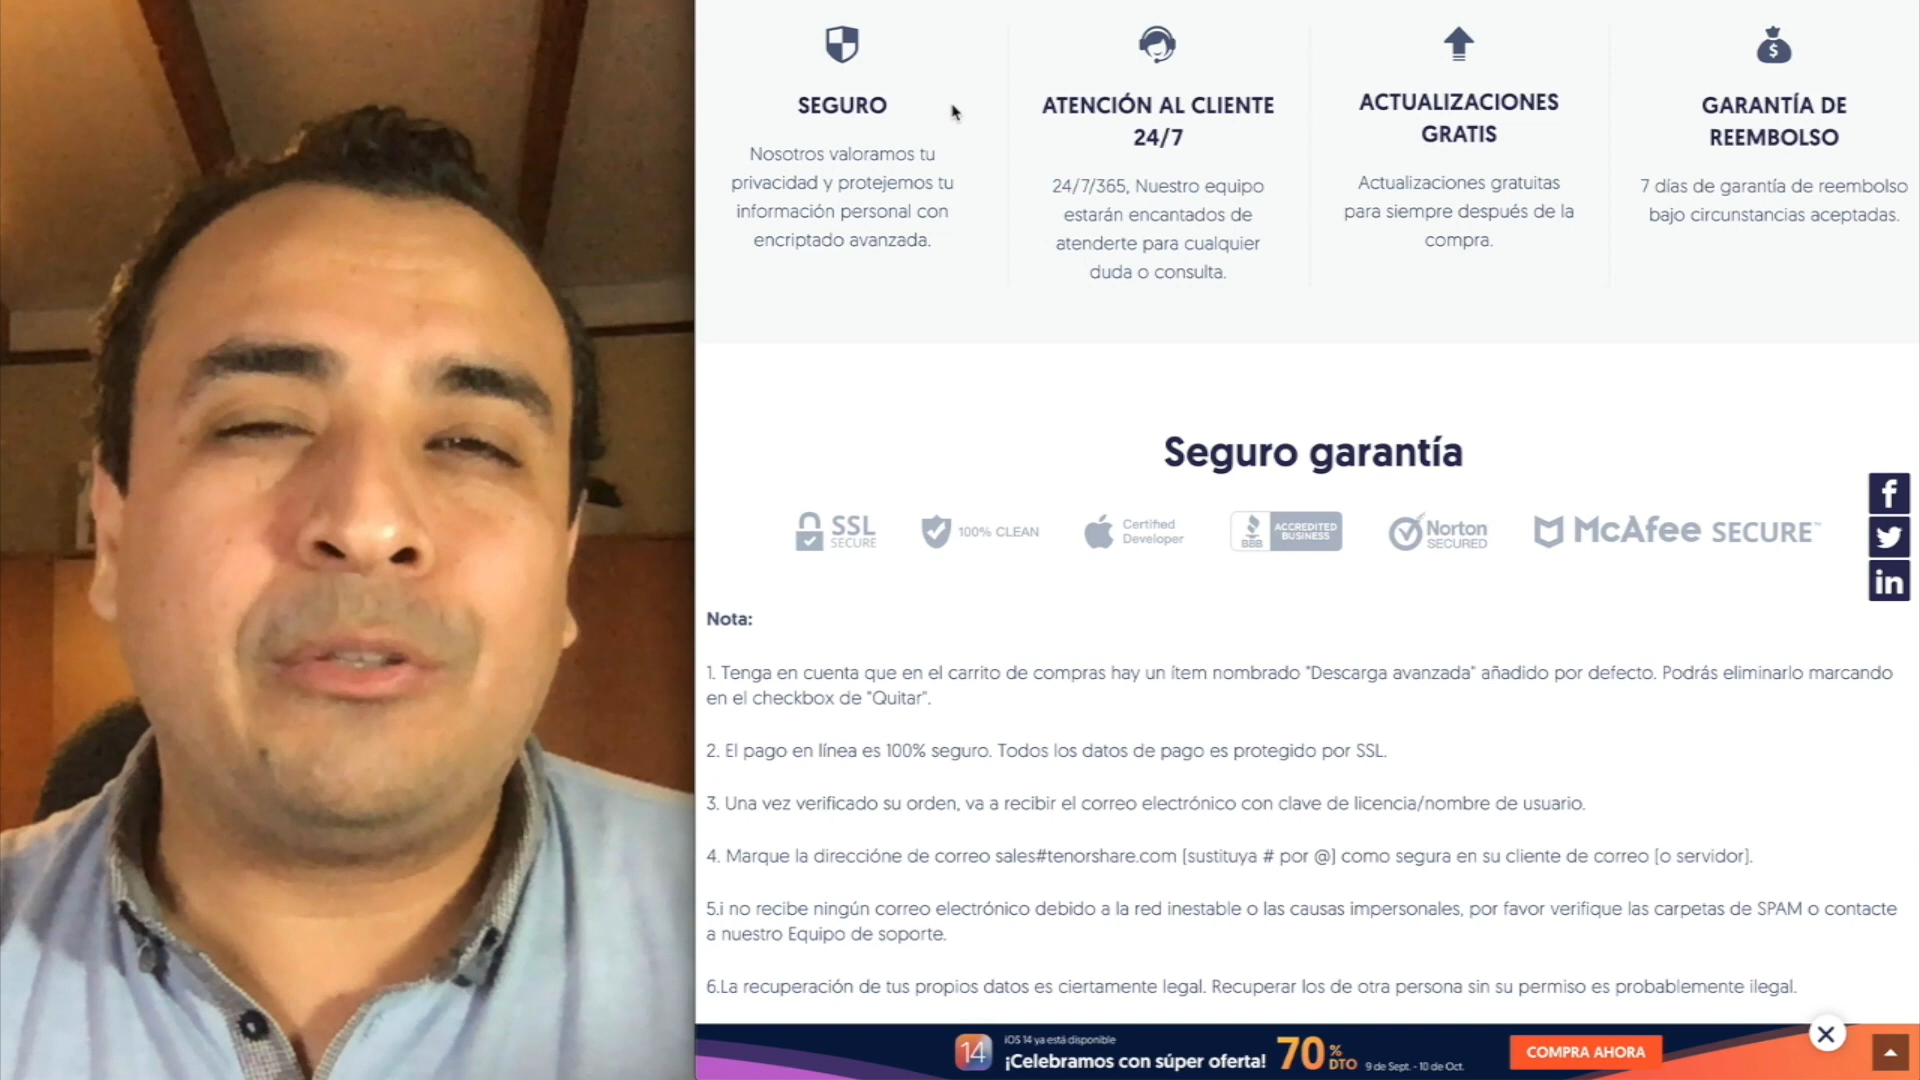 SEGURO
Nosotros valoramos tu
privacidad y protejemos tu
información personal con
encriptado avanzada.
ATENCIÓN AL CLIENTE
24/7
24/7/365, Nuestro equipo
estarán encantados de
atenderte para cualquier
duda o consulta.
ACTUALIZACIONES
GRATIS
Actualizaciones gratuitas
para siempre después de la
compra.
GARANTÍA DE
REEMBOLSO
7 días de garantía de reembolso
bajo circunstancias aceptadas.
Seguro garantía
SSL
SECURE
100% CLEAN
Certified
Developer
BBB
ACCREDITED
BUSINESS
Norton
SECURED
McAfee SECURE™
Nota:
1. Tenga en cuenta que en el carrito de compras hay un ítem nombrado "Descarga avanzada" añadido por defecto. Podrás eliminarlo marcando
en el checkbox de "Quitar".
2. El pago en línea es 100% seguro. Todos los datos de pago es protegido por SSL.
3. Una vez verificado su orden, va a recibir el correo electrónico con clave de licencia/nombre de usuario.
4. Marque la direccióne de correo sales#tenorshare.com [sustituya # por @] como segura en su cliente de correo [o servidor].
5.i no recibe ningún correo electrónico debido a la red inestable o las causas impersonales, por favor verifique las carpetas de SPAM o contacte
a nuestro Equipo de soporte.
6.La recuperación de tus propios datos es ciertamente legal. Recuperar los de otra persona sin su permiso es probablemente ilegal.
14
iOS 14 ya está disponible
¡Celebramos con súper oferta!
70%
DTO
9 de Sept. - 10 de Oct.
COMPRA AHORA